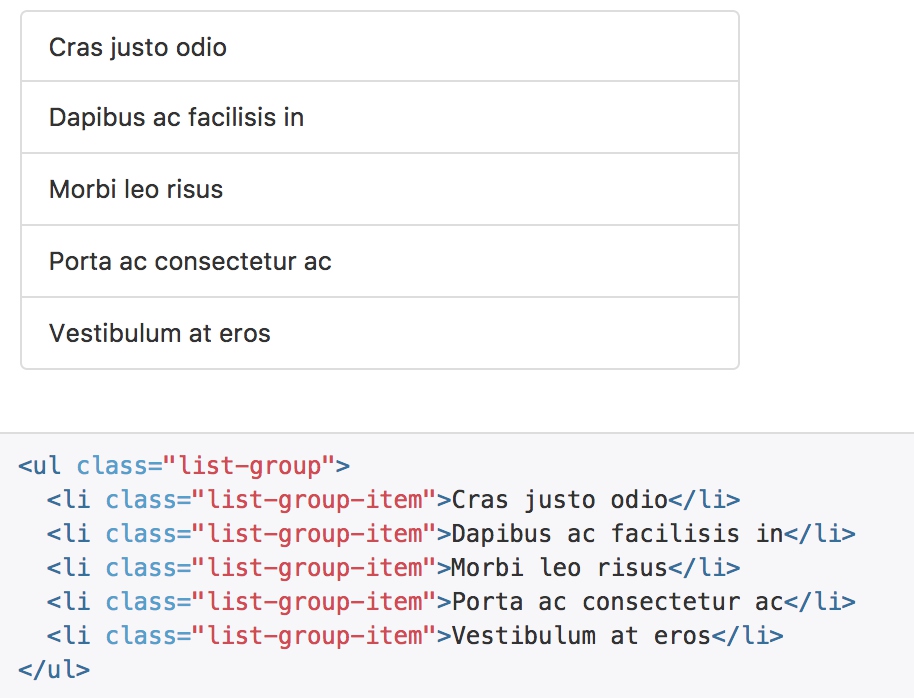 Cras justo odio
Dapibus ac facilisis in
Morbi leo risus
Porta ac consectetur ac
Vestibulum at eros
<ul class="list-group">
  <li class="list-group-item">Cras justo odio</li>
  <li class="list-group-item">Dapibus ac facilisis in</li>
  <li class="list-group-item">Morbi leo risus</li>
  <li class="list-group-item">Porta ac consectetur ac</li>
  <li class="list-group-item">Vestibulum at eros</li>
</ul>